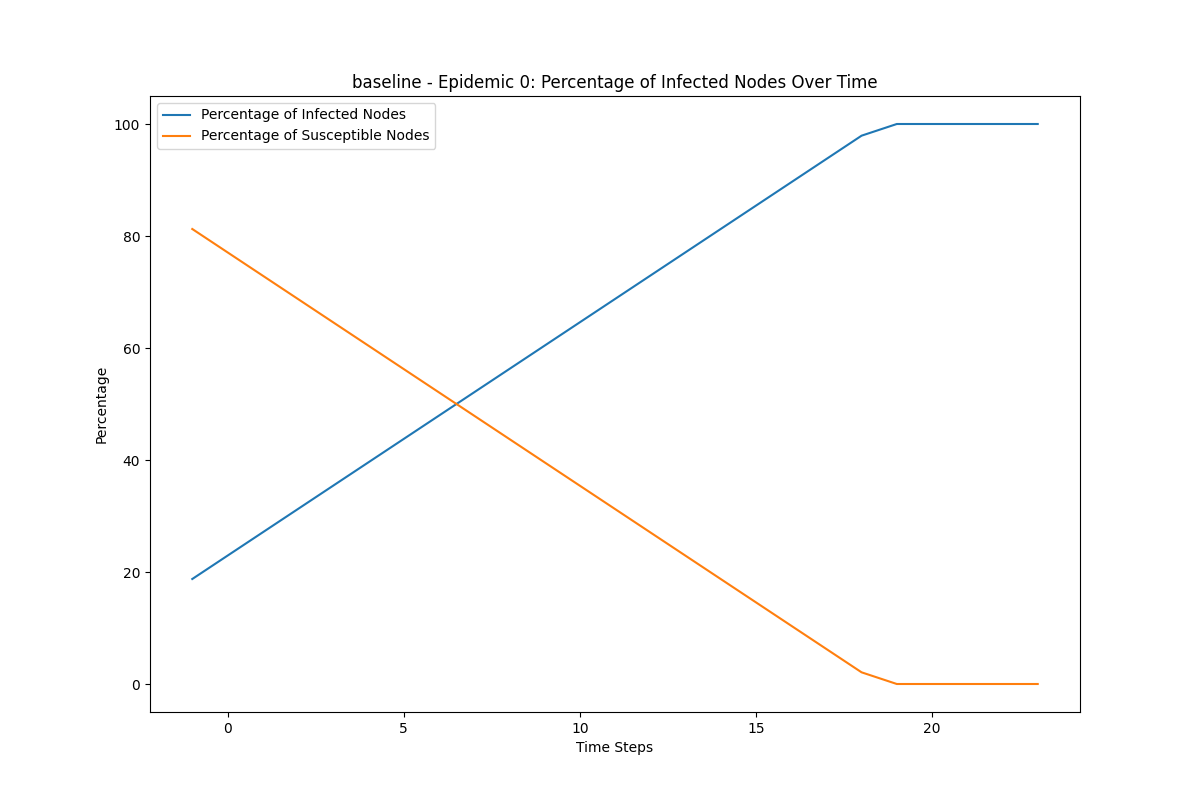 baseline - Epidemic 0: Percentage of Infected Nodes Over Time
Percentage of Infected Nodes
Percentage of Susceptible Nodes
100
80
60
40
20
0
Percentage
0 5 10 15 20
Time Steps